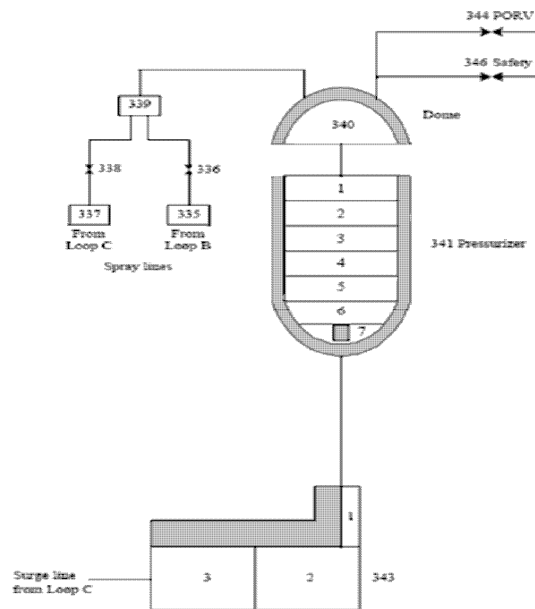 344 PORV
346 Safety
339
340
Dome
338
336
337
335
From
Loop C
From
Loop B
Spray lines
1
2
3
4
5
6
7
341 Pressurizer
1
3
2
343
Surge line
from Loop C